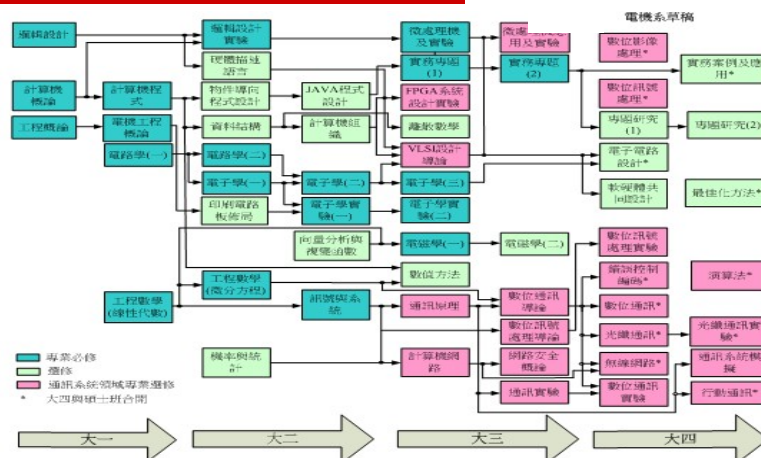 電機系草稿
邏輯設計
邏輯設計
實驗
微處理機
及實驗
微處理機應
用及實驗
數位影像
處理*
硬體描述
語言
實務專題
(1)
實務專題
(2)
實務案例及應
用*
計算機
概論
計算機程
式
物件導向
程式設計
JAVA程式
設計
FPGA系統
設計實驗
數位訊號
處理*
工程概論
電機工程
概論
資料結構
計算機組
織
離散數學
專題研究
(1)
專題研究(2)
電路學(一)
電路學(二)
VLSI設計
導論
電子電路
設計*
電子學(一)
電子學(二)
電子學(三)
軟硬體共
同設計
最佳化方法*
印刷電路
板佈局
電子學實
驗(一)
電子學實
驗(二)
向量分析與
複變函數
電磁學(一)
電磁學(二)
數位訊號
處理實驗
工程數學
(微分方程)
數值方法
錯誤控制
編碼*
演算法*
工程數學
(線性代數)
訊號與系
統
通訊原理
數位通訊
導論
數位通訊*
數位訊號
處理導論
光纖通訊*
光纖通訊實
驗*
機率與統
計
計算機網
路
網路安全
概論
無線網路*
通訊系統模
擬
通訊實驗
數位通訊
實驗
行動通訊*
專業必修
選修
通訊系統領域專業選修
* 大四與碩士班合開
大一
大二
大三
大四